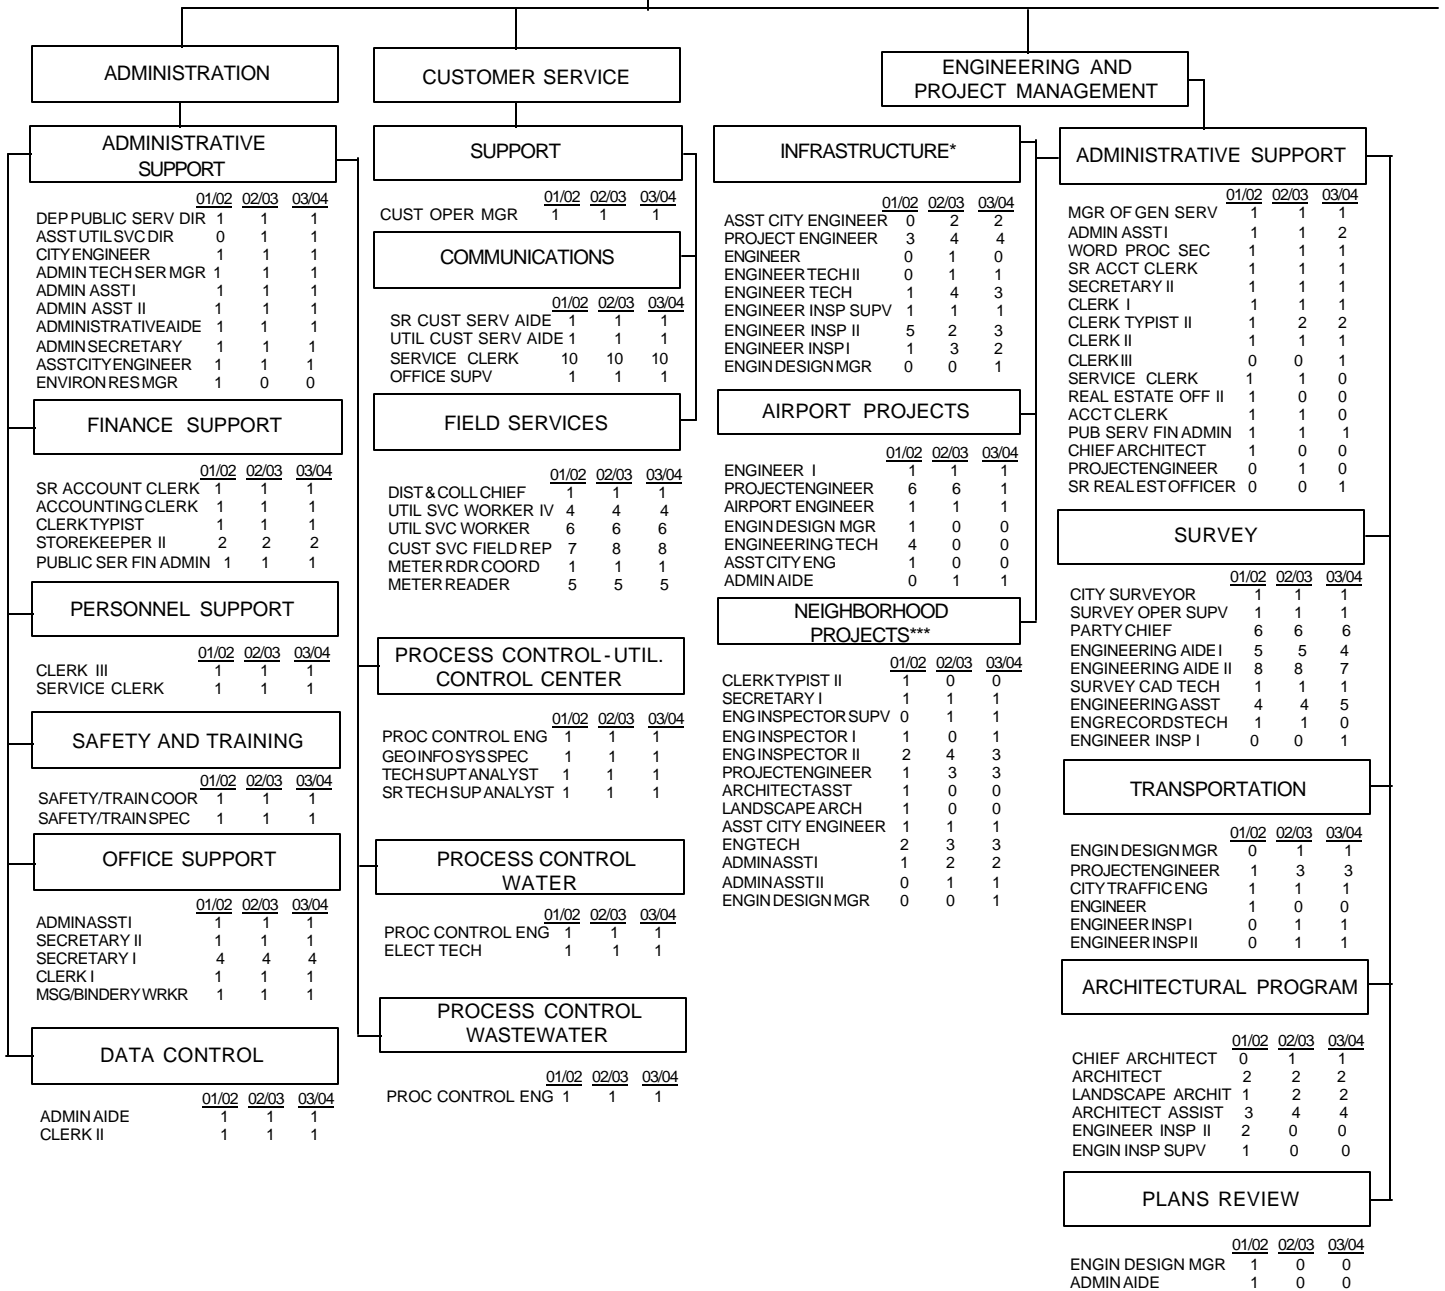 ADMINISTRATION
ADMINISTRATIVE
SUPPORT
01/02 02/03 03/04
DEP PUBLIC SERV DIR 1 1 1
ASST UTIL SVC DIR 0 1 1
CITY ENGINEER 1 1 1
ADMIN TECH SER MGR 1 1 1
ADMIN ASST I 1 1 1
ADMIN ASST II 1 1 1
ADMINISTRATIVE AIDE 1 1 1
ADMIN SECRETARY 1 1 1
ASST CITY ENGINEER 1 1 1
ENVIRON RES MGR 1 0 0
FINANCE SUPPORT
01/02 02/03 03/04
SR ACCOUNT CLERK 1 1 1
ACCOUNTING CLERK 1 1 1
CLERK TYPIST 1 1 1
STOREKEEPER II 2 2 2
PUBLIC SER FIN ADMIN 1 1 1
PERSONNEL SUPPORT
01/02 02/03 03/04
CLERK III 1 1 1
SERVICE CLERK 1 1 1
SAFETY AND TRAINING
01/02 02/03 03/04
SAFETY/TRAIN COOR 1 1 1
SAFETY/TRAIN SPEC 1 1 1
OFFICE SUPPORT
01/02 02/03 03/04
ADMIN ASST I 1 1 1
SECRETARY II 1 1 1
SECRETARY I 4 4 4
CLERK I 1 1 1
MSG/BINDERY WRKR 1 1 1
DATA CONTROL
01/02 02/03 03/04
ADMIN AIDE 1 1 1
CLERK II 1 1 1
CUSTOMER SERVICE
SUPPORT
01/02 02/03 03/04
CUST OPER MGR 1 1 1
COMMUNICATIONS
01/02 02/03 03/04
SR CUST SERV AIDE 1 1 1
UTIL CUST SERV AIDE 1 1 1
SERVICE CLERK 10 10 10
OFFICE SUPV 1 1 1
FIELD SERVICES
01/02 02/03 03/04
DIST & COLL CHIEF 1 1 1
UTIL SVC WORKER IV 4 4 4
UTIL SVC WORKER 6 6 6
CUST SVC FIELD REP 7 8 8
METER RDR COORD 1 1 1
METER READER 5 5 5
PROCESS CONTROL - UTIL.
CONTROL CENTER
01/02 02/03 03/04
PROC CONTROL ENG 1 1 1
GEO INFO SYS SPEC 1 1 1
TECH SUPT ANALYST 1 1 1
SR TECH SUP ANALYST 1 1 1
PROCESS CONTROL
WATER
01/02 02/03 03/04
PROC CONTROL ENG 1 1 1
ELECT TECH 1 1 1
PROCESS CONTROL
WASTEWATER
01/02 02/03 03/04
PROC CONTROL ENG 1 1 1
ENGINEERING AND
PROJECT MANAGEMENT
INFRASTRUCTURE*
01/02 02/03 03/04
ASST CITY ENGINEER 0 2 2
PROJECT ENGINEER 3 4 4
ENGINEER 0 1 0
ENGINEER TECH II 0 1 1
ENGINEER TECH 1 4 3
ENGINEER INSP SUPV 1 1 1
ENGINEER INSP II 5 2 3
ENGINEER INSP I 1 3 2
ENGIN DESIGN MGR 0 0 1
AIRPORT PROJECTS
01/02 02/03 03/04
ENGINEER I 1 1 1
PROJECT ENGINEER 6 6 1
AIRPORT ENGINEER 1 1 1
ENGIN DESIGN MGR 1 0 0
ENGINEERING TECH 4 0 0
ASST CITY ENG 1 0 0
ADMIN AIDE 0 1 1
NEIGHBORHOOD
PROJECTS***
01/02 02/03 03/04
CLERK TYPIST II 1 0 0
SECRETARY I 1 1 1
ENG INSPECTOR SUPV 0 1 1
ENG INSPECTOR I 1 0 1
ENG INSPECTOR II 2 4 3
PROJECT ENGINEER 1 3 3
ARCHITECT ASST 1 0 0
LANDSCAPE ARCH 1 0 0
ASST CITY ENGINEER 1 1 1
ENG TECH 2 3 3
ADMIN ASST I 1 2 2
ADMIN ASST II 0 1 1
ENGIN DESIGN MGR 0 0 1
ADMINISTRATIVE SUPPORT
01/02 02/03 03/04
MGR OF GEN SERV 1 1 1
ADMIN ASST I 1 1 2
WORD PROC SEC 1 1 1
SR ACCT CLERK 1 1 1
SECRETARY II 1 1 1
CLERK I 1 1 1
CLERK TYPIST II 1 2 2
CLERK II 1 1 1
CLERK III 0 0 1
SERVICE CLERK 1 1 0
REAL ESTATE OFF II 1 0 0
ACCT CLERK 1 1 0
PUB SERV FIN ADMIN 1 1 1
CHIEF ARCHITECT 1 0 0
PROJECT ENGINEER 0 1 0
SR REAL EST OFFICER 0 0 1
SURVEY
01/02 02/03 03/04
CITY SURVEYOR 1 1 1
SURVEY OPER SUPV 1 1 1
PARTY CHIEF 6 6 6
ENGINEERING AIDE I 5 5 4
ENGINEERING AIDE II 8 8 7
SURVEY CAD TECH 1 1 1
ENGINEERING ASST 4 4 5
ENG RECORDS TECH 1 1 0
ENGINEER INSP I 0 0 1
TRANSPORTATION
01/02 02/03 03/04
ENGIN DESIGN MGR 0 1 1
PROJECT ENGINEER 1 3 3
CITY TRAFFIC ENG 1 1 1
ENGINEER 1 0 0
ENGINEER INSP I 0 1 1
ENGINEER INSP II 0 1 1
ARCHITECTURAL PROGRAM
01/02 02/03 03/04
CHIEF ARCHITECT 0 1 1
ARCHITECT 2 2 2
LANDSCAPE ARCHIT 1 2 2
ARCHITECT ASSIST 3 4 4
ENGINEER INSP II 2 0 0
ENGIN INSP SUPV 1 0 0
PLANS REVIEW
01/02 02/03 03/04
ENGIN DESIGN MGR 1 0 0
ADMIN AIDE 1 0 0